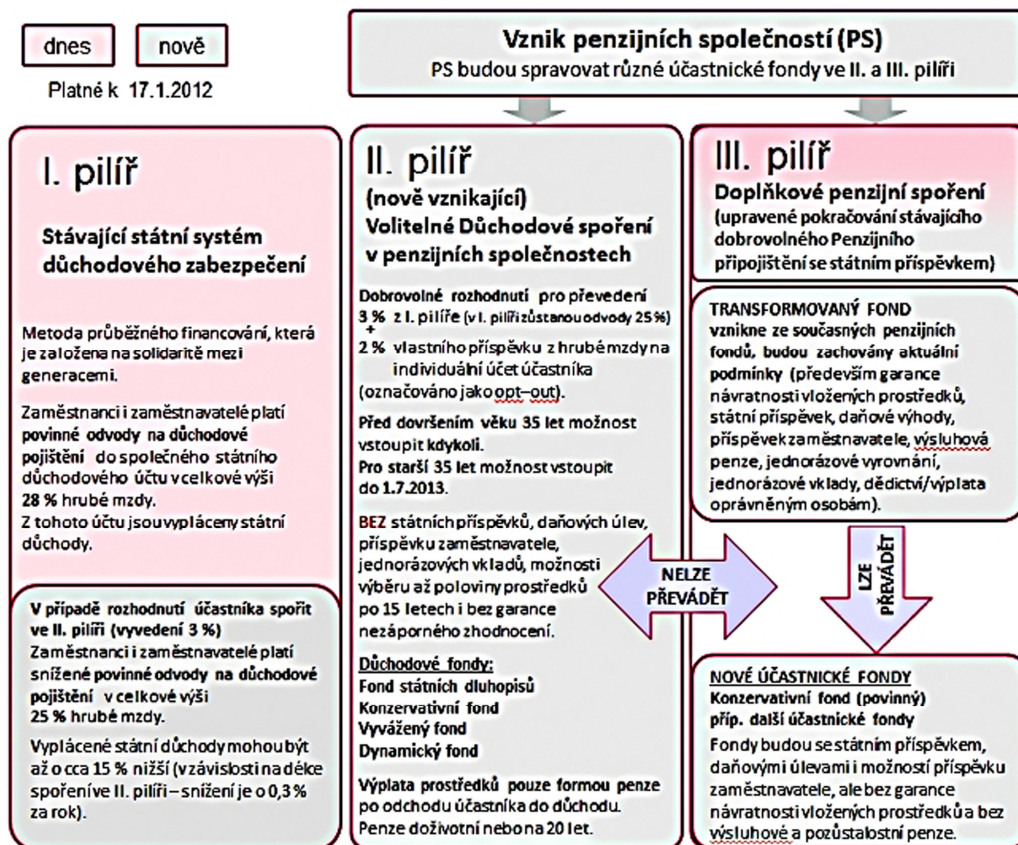 dnes
nově
Platné k 17.1.2012
Vznik penzijních společností (PS)
PS budou spravovat různé účastnické fondy ve II. a III. pilíři
I. pilíř
Stávající státní systém
důchodového zabezpečení
Metoda průběžného financování, která
je založena na solidaritě mezi
generacemi.
Zaměstnanci i zaměstnavatelé platí
povinné odvody na důchodové
pojištění do společného státního
důchodového účtu v celkové výši
28 % hrubé mzdy.
Z tohoto účtu jsou vypláceny státní
důchody.
V případě rozhodnutí účastníka spořit
ve II. pilíři (vyvedení 3 %)
Zaměstnanci i zaměstnavatelé platí
snížené povinné odvody na důchodové
pojištění v celkové výši
25 % hrubé mzdy.
Vyplácené státní důchody mohou být
až o cca 15 % nižší (v závislosti na délce
spoření ve II. pilíři – snížení je o 0,3 %
za rok).
II. pilíř
(nově vznikající)
Volitelné Důchodové spoření
v penzijních společnostech
Dobrovolné rozhodnutí pro převedení
3 % z I. pilíře (v I. pilíři zůstanou odvody 25 %)
+
2 % vlastního příspěvku z hrubé mzdy na
individuální účet účastníka
(označováno jako opt–out).
Před dovršením věku 35 let možnost
vstoupit kdykoli.
Pro starší 35 let možnost vstoupit
do 1.7.2013.
BEZ státních příspěvků, daňových úlev,
příspěvku zaměstnavatele,
jednorázových vkladů, možnosti
výběru až poloviny prostředků
po 15 letech i bez garance
nezáporného zhodnocení.
Důchodové fondy:
Fond státních dluhopisů
Konzervativní fond
Vyvážený fond
Dynamický fond
Výplata prostředků pouze formou penze
po odchodu účastníka do důchodu.
Penze doživotní nebo na 20 let.
III. pilíř
Doplňkové penzijní spoření
(upravené pokračování stávajícího
dobrovolného Penzijního
připojištění se státním příspěvkem)
TRANSFORMOVANÝ FOND
vznikne ze současných penzijních
fondů, budou zachovány aktuální
podmínky (především garance
návratnosti vložených prostředků,
státní příspěvek, daňové výhody,
příspěvek zaměstnavatele, výsluhová
penze, jednorázové vyrovnání,
jednorázové vklady, dědictví/výplata
oprávněným osobám).
NELZE
PŘEVÁDĚT
LZE
PŘEVÁDĚT
NOVÉ ÚČASTNICKÉ FONDY
Konzervativní fond (povinný)
příp. další účastnické fondy
Fondy budou se státním příspěvkem,
daňovými úlevami i možností příspěvku
zaměstnavatele, ale bez garance
návratnosti vložených prostředků a bez
výsluhové a pozůstalostní penze.